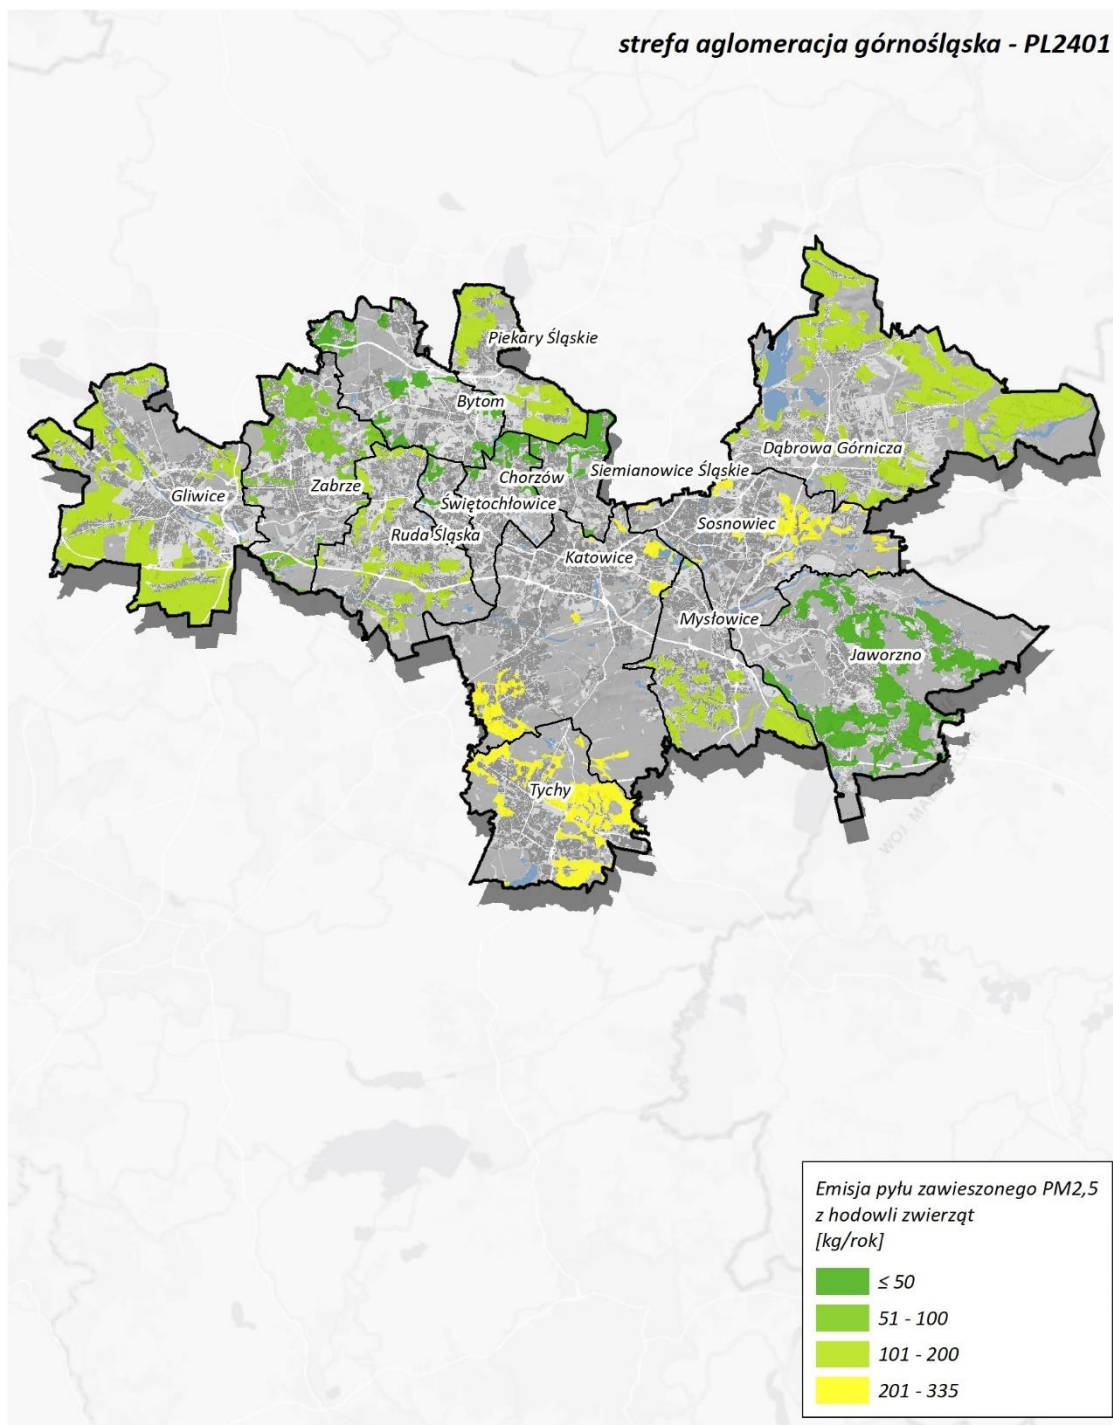 strefa aglomeracja górnośląska - PL2401
Piekary Śląskie
Bytom
Dąbrowa Górnicza
Siemianowice Śląskie
Chorzów
Zabrze
Gliwice
Świętochłowice
Sosnowiec
Ruda Śląska
Katowice
Mysłowice
Jaworzno
Tychy
Emisja pyłu zawieszonego PM2,5
z hodowli zwierząt
[kg/rok]
≤ 50
51 - 100
101 - 200
201 - 335